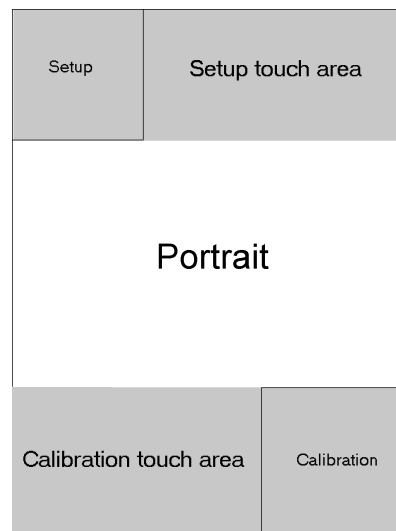 Setup
Setup touch area
Portrait
Calibration touch area
Calibration